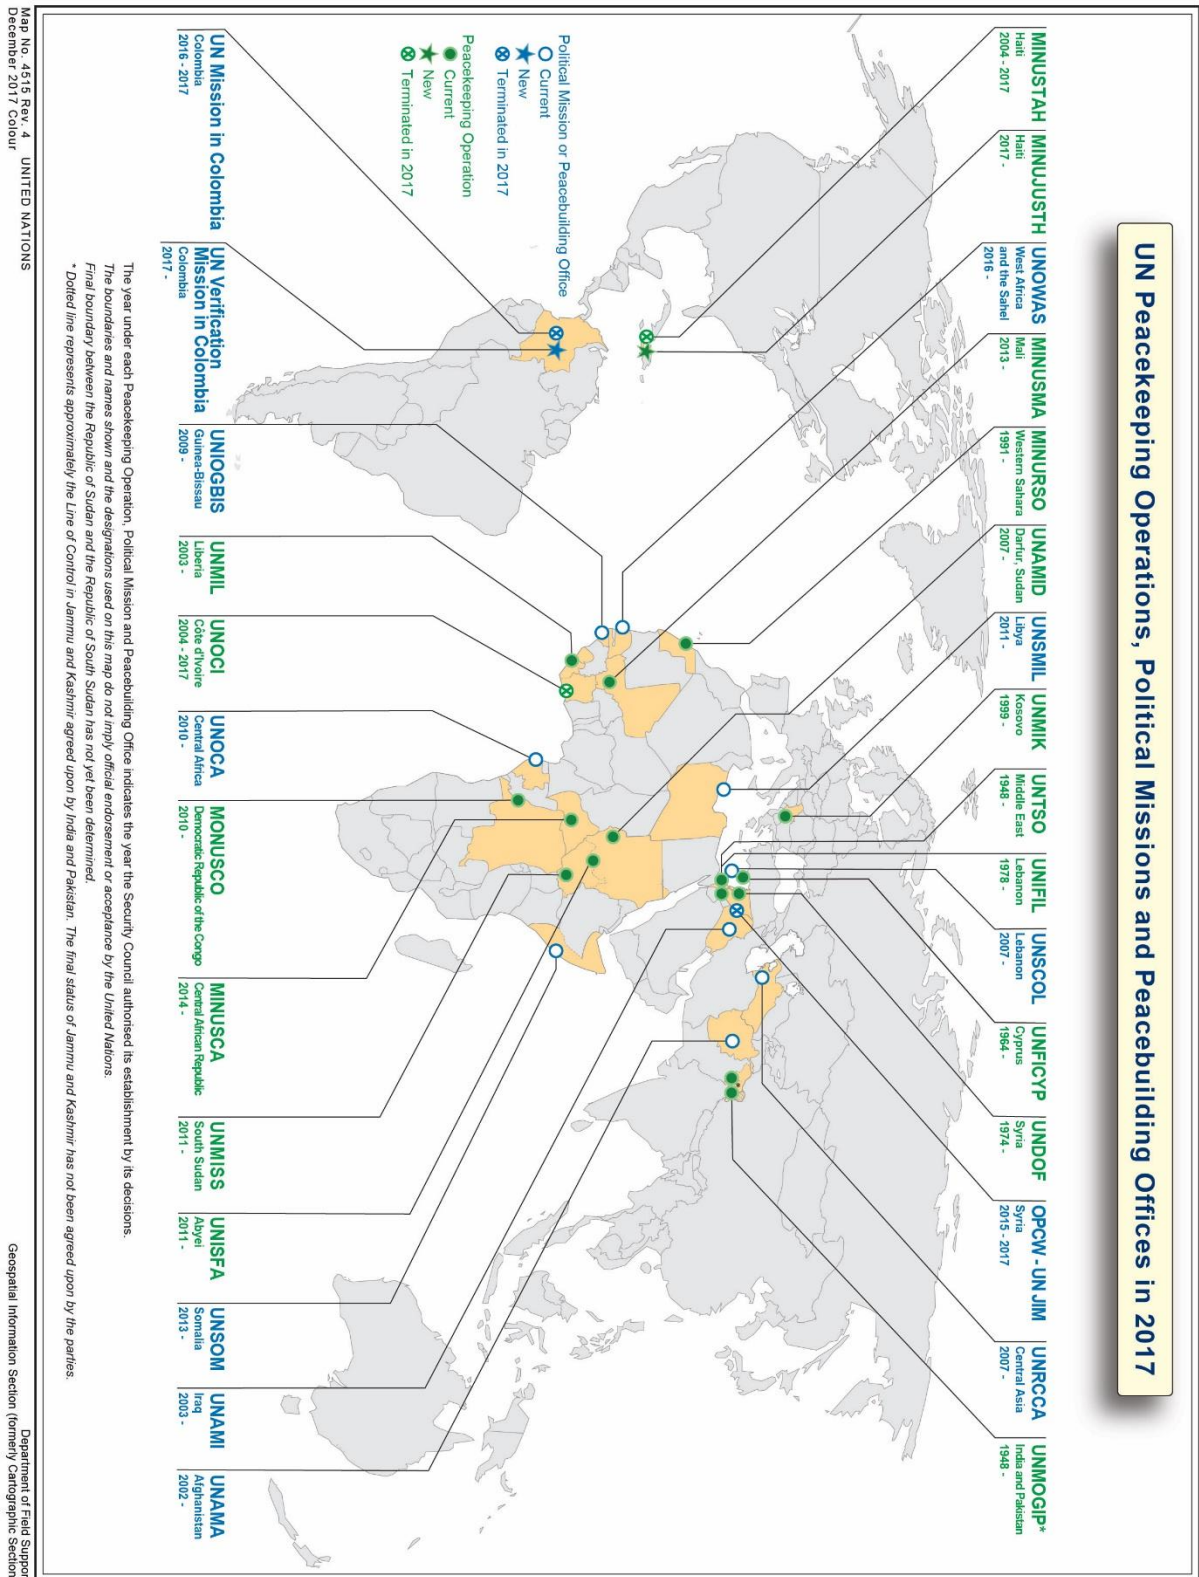 UN Peacekeeping Operations, Political Missions and Peacebuilding Offices in 2017
MINUSTAH
Haiti
2004 - 2017
MINUJUSTH
Haiti
2017 -
UNOWAS
West Africa
and the Sahel
2016 -
MINUSMA
Mali
2013 -
MINURSO
Western Sahara
1991 -
UNAMID
Darfur, Sudan
2007 -
UNSMIL
Libya
2011 -
UNMIK
Kosovo
1999 -
UNTSO
Middle East
1948 -
UNIFIL
Lebanon
1978 -
UNSCOL
Lebanon
2007 -
UNFICYP
Cyprus
1964 -
UNDOF
Syria
1974 -
OPCW - UN JIM
Syria
2015 - 2017
UNRCCA
Central Asia
2007 -
UNMOGIP*
India and Pakistan
1948 -
Political Mission or Peacebuilding Office
Current
New
Terminated in 2017
Peacekeeping Operation
Current
New
Terminated in 2017
UN Mission in Colombia
Colombia
2016 - 2017
UN Verification
Mission in Colombia
Colombia
2017 -
UNIOGBIS
Guinea-Bissau
2009 -
UNMIL
Liberia
2003 -
UNOCI
Côte d'Ivoire
2004 - 2017
UNOCA
Central Africa
2010 -
MONUSCO
Democratic Republic of the Congo
2010 -
MINUSCA
Central African Republic
2014 -
UNMISS
South Sudan
2011 -
UNISFA
Abyei
2011 -
UNSOM
Somalia
2013 -
UNAMI
Iraq
2003 -
UNAMA
Afghanistan
2002 -
The year under each Peacekeeping Operation, Political Mission and Peacebuilding Office indicates the year the Security Council authorised its establishment by its decisions.
The boundaries and names shown and the designations used on this map do not imply official endorsement or acceptance by the United Nations.
Final boundary between the Republic of Sudan and the Republic of South Sudan has not yet been determined.
* Dotted line represents approximately the Line of Control in Jammu and Kashmir agreed upon by India and Pakistan. The final status of Jammu and Kashmir has not been agreed upon by the parties.
Map No. 4515 Rev. 4 UNITED NATIONS
December 2017 Colour
Department of Field Suppor
Geospatial Information Section (formerly Cartographic Section